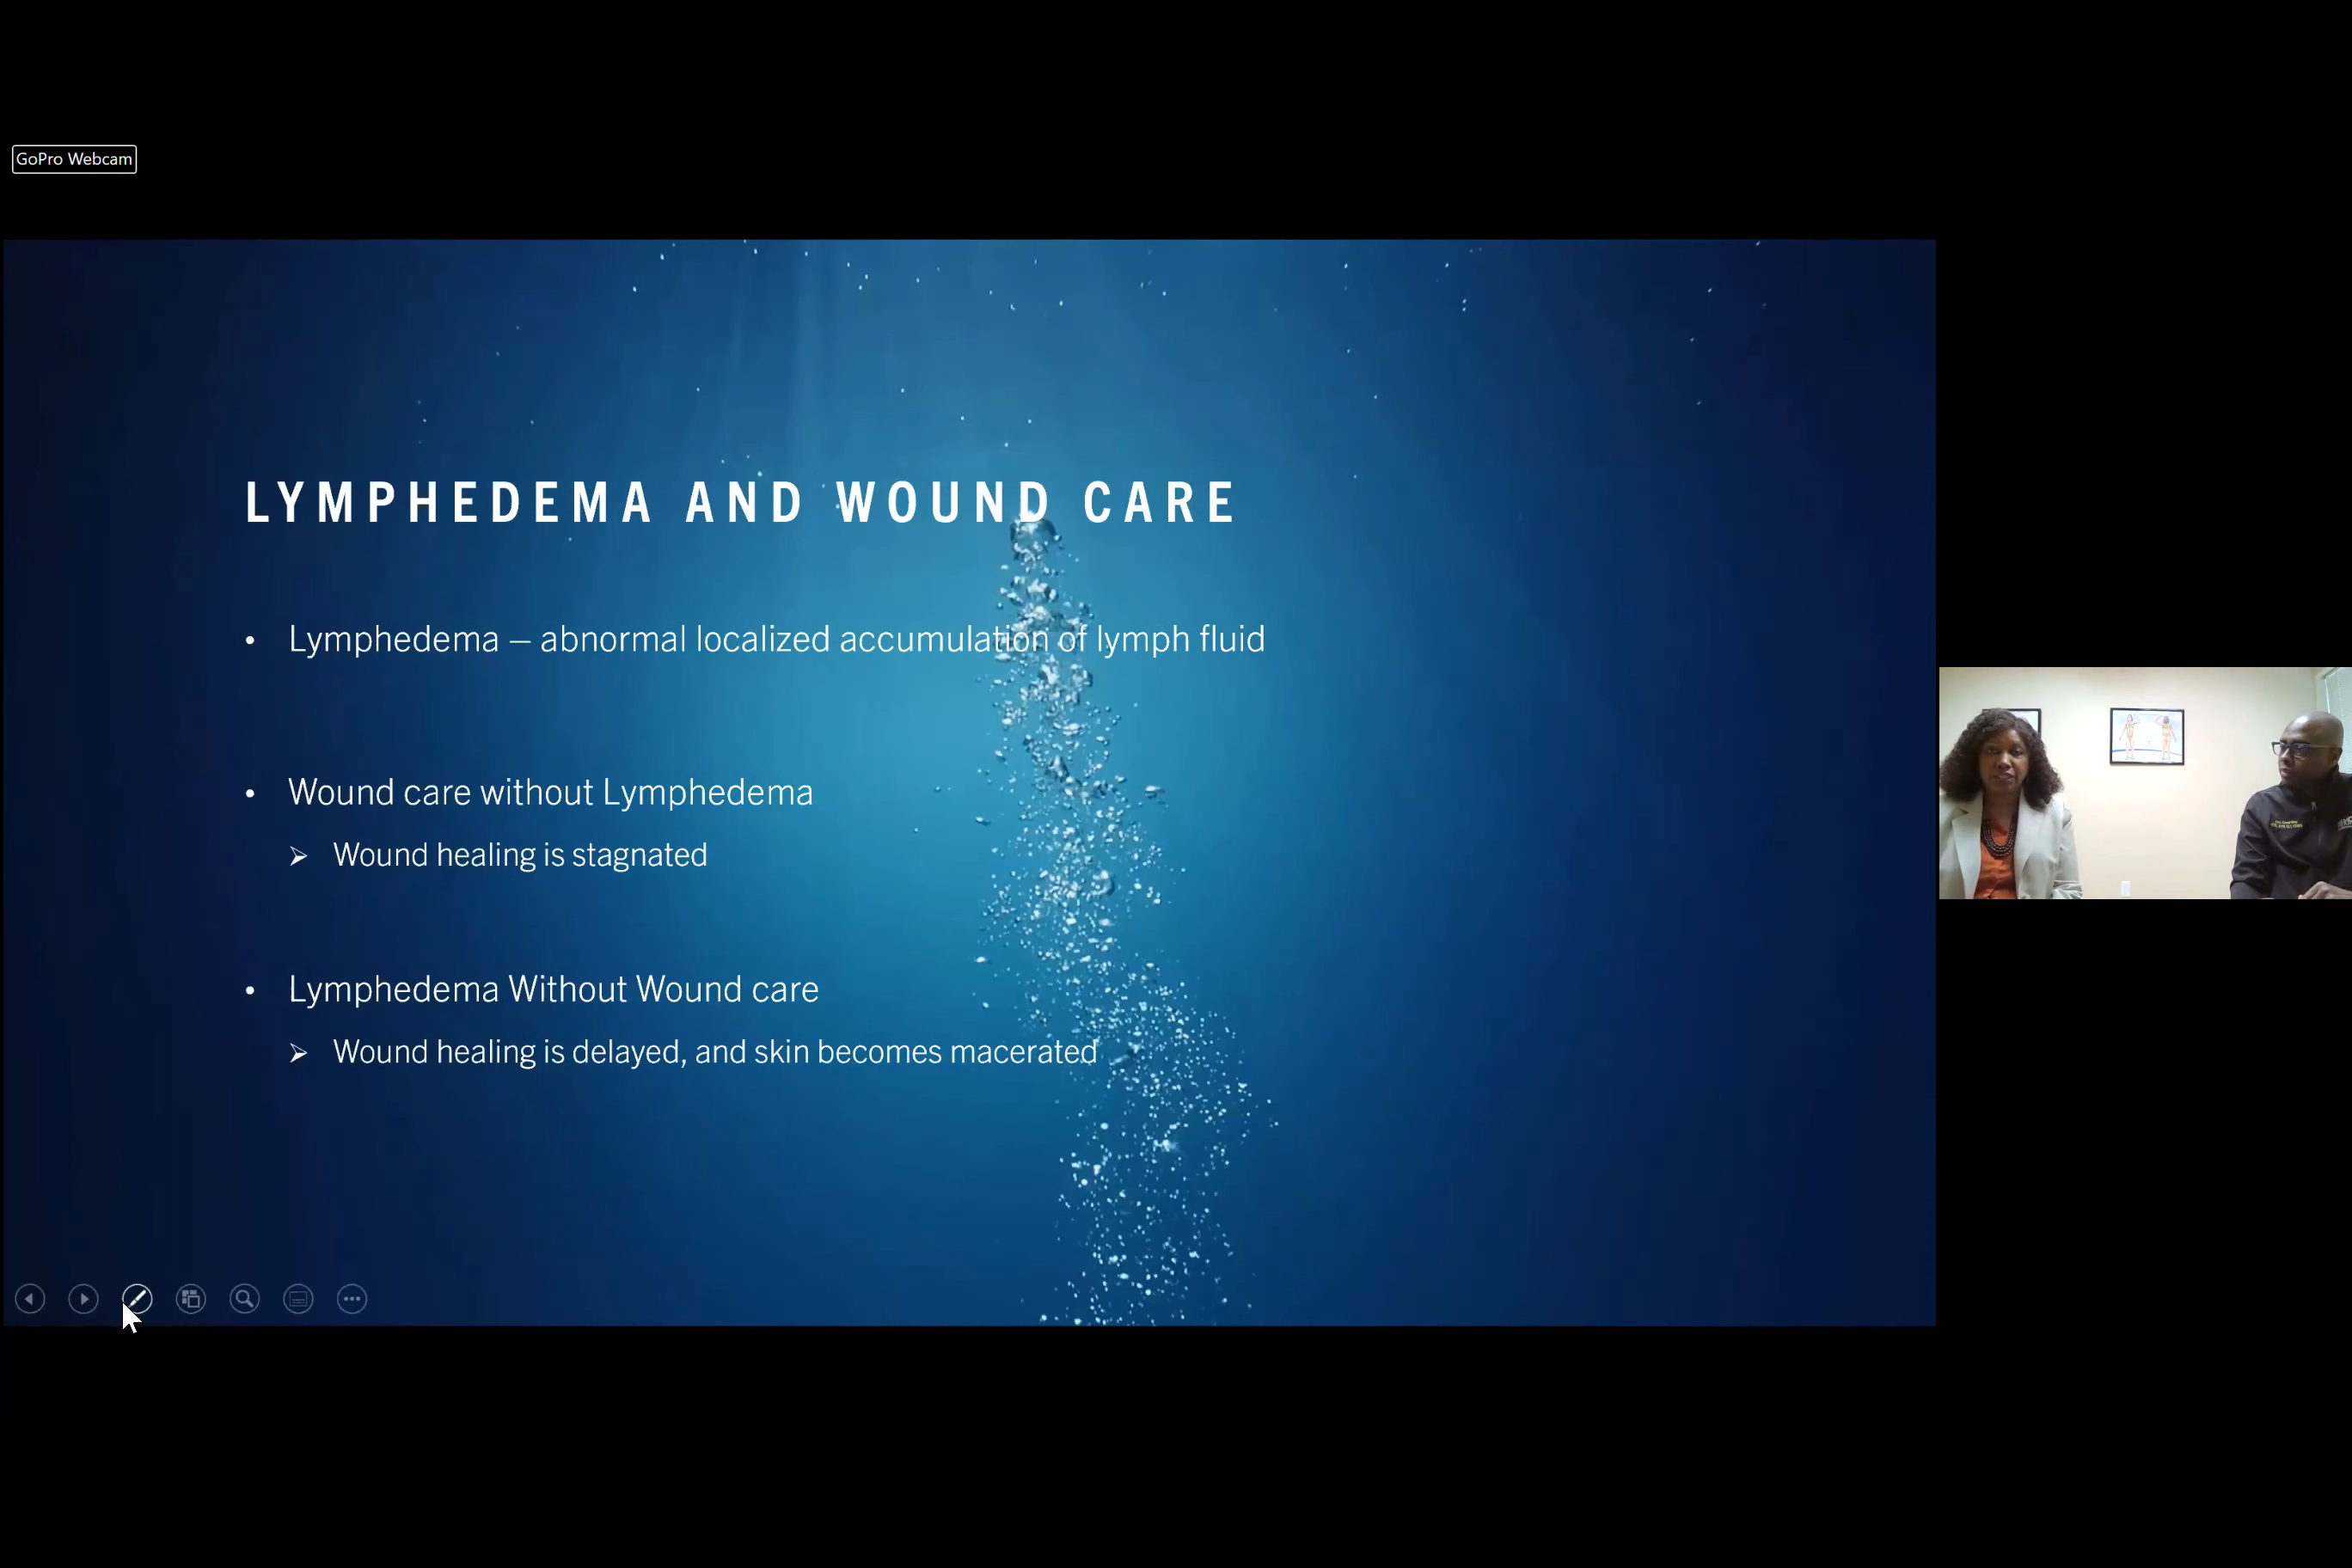 GoPro Webcam
LYMPHEDEMA AND WOUND CARE
• Lymphedema – abnormal localized accumulation of lymph fluid
• Wound care without Lymphedema
➢ Wound healing is stagnated
• Lymphedema Without Wound care
➢ Wound healing is delayed, and skin becomes macerated